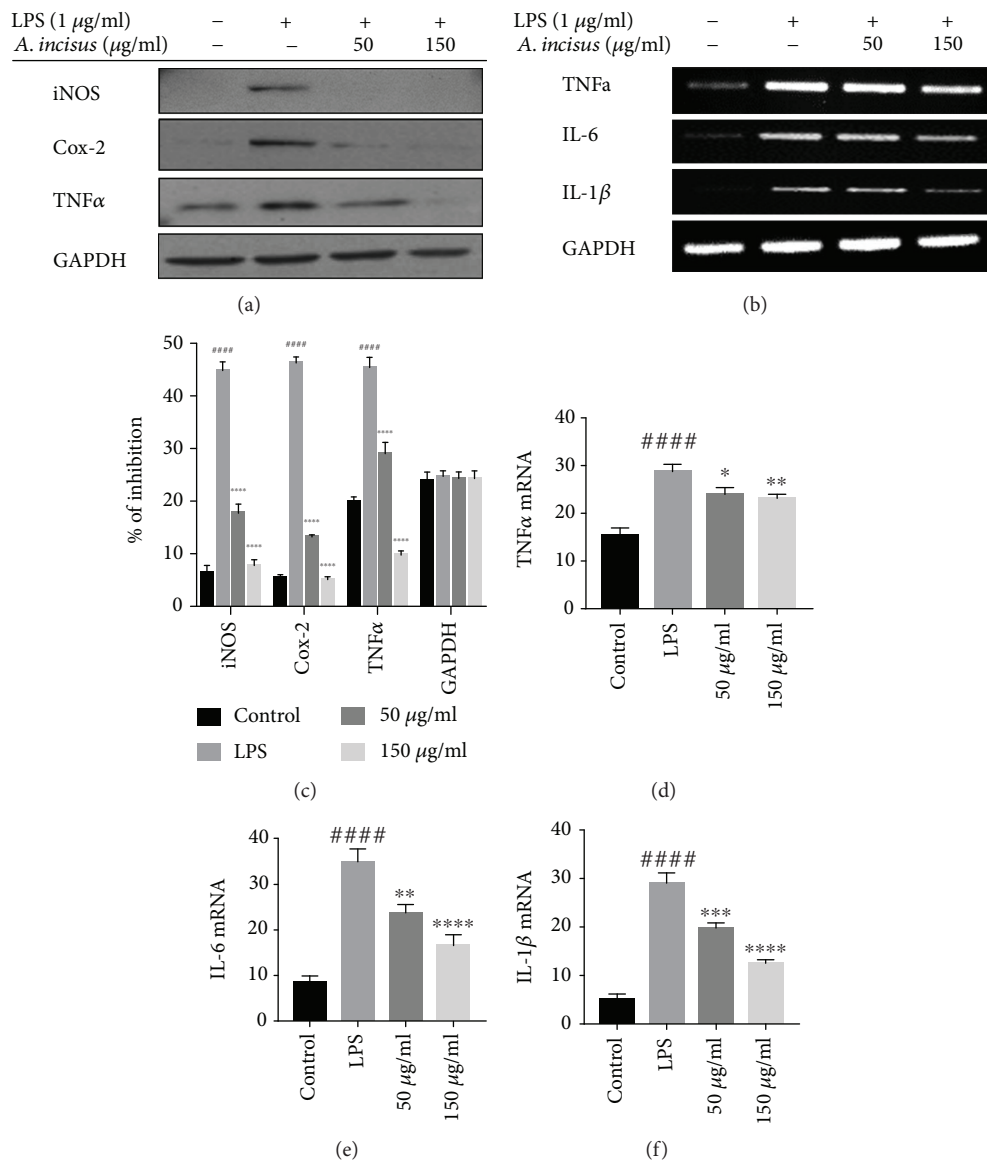 LPS (1 μg/ml) − + + +
A. incisus (μg/ml) − − 50 150
iNOS
Cox-2
TNFα
GAPDH
(a)
LPS (1 μg/ml) − + + +
A. incisus (μg/ml) − − 50 150
TNFa
IL-6
IL-1β
GAPDH
(b)
% of inhibition
50
40
30
20
10
0
#### #### ####
**** **** **** **** **** ****
iNOS Cox-2 TNFα GAPDH
Control 50 μg/ml
LPS 150 μg/ml
(c)
TNFα mRNA
40
30
20
10
0
#### * **
Control LPS 50 μg/ml 150 μg/ml
(d)
IL-6 mRNA
40
30
20
10
0
#### ** ****
Control LPS 50 μg/ml 150 μg/ml
(e)
IL-1β mRNA
40
30
20
10
0
#### *** ****
Control LPS 50 μg/ml 150 μg/ml
(f)